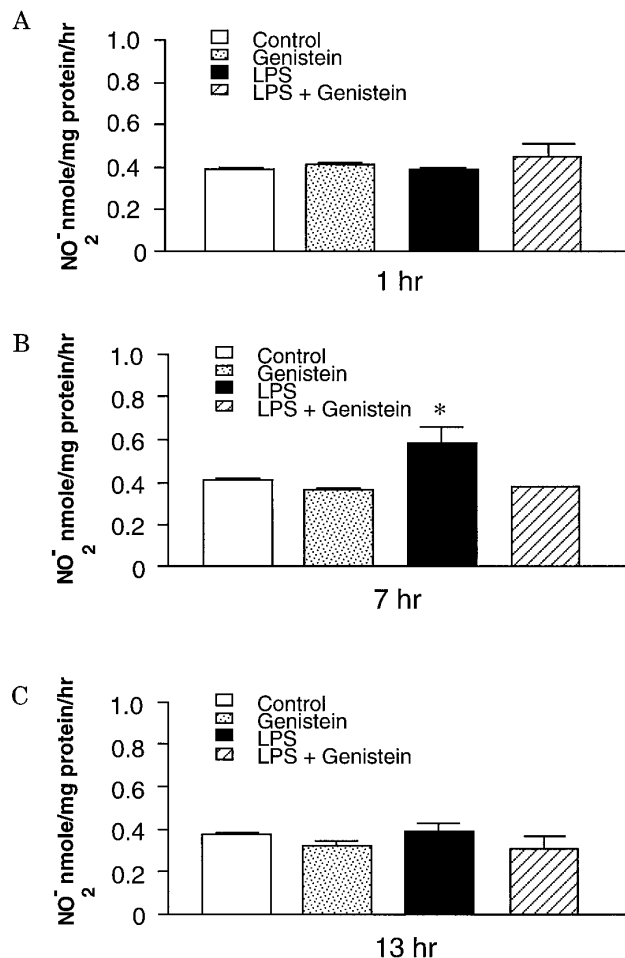 A
NO₂⁻ nmole/mg protein/hr
1.0
0.8
0.6
0.4
0.2
0
Control
Genistein
LPS
LPS + Genistein
1 hr
B
NO₂⁻ nmole/mg protein/hr
1.0
0.8
0.6
0.4
0.2
0
Control
Genistein
LPS
LPS + Genistein
*
7 hr
C
NO₂⁻ nmole/mg protein/hr
1.0
0.8
0.6
0.4
0.2
0
Control
Genistein
LPS
LPS + Genistein
13 hr